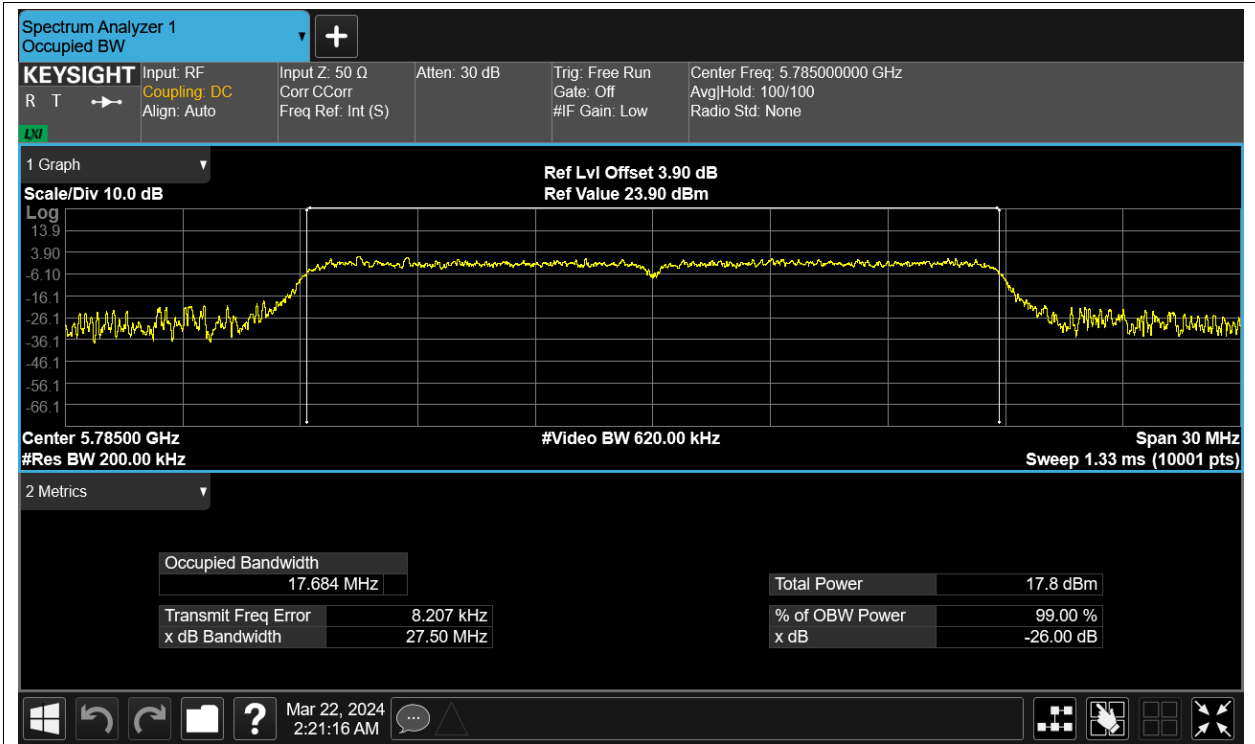 Spectrum Analyzer 1
Occupied BW
KEYSIGHT
R T
LXI
Input: RF
Coupling: DC
Align: Auto
Input Z: 50 Ω
Corr CCorr
Freq Ref: Int (S)
Atten: 30 dB
Trig: Free Run
Gate: Off
#IF Gain: Low
Center Freq: 5.785000000 GHz
Avg|Hold: 100/100
Radio Std: None
1 Graph
Scale/Div 10.0 dB
Ref Lvl Offset 3.90 dB
Ref Value 23.90 dBm
Log
13.9
3.90
-6.10
-16.1
-26.1
-36.1
-46.1
-56.1
-66.1
Center 5.78500 GHz
#Res BW 200.00 kHz
#Video BW 620.00 kHz
Span 30 MHz
Sweep 1.33 ms (10001 pts)
2 Metrics
Occupied Bandwidth
17.684 MHz
Transmit Freq Error 8.207 kHz
x dB Bandwidth 27.50 MHz
Total Power 17.8 dBm
% of OBW Power 99.00 %
x dB -26.00 dB
?
Mar 22, 2024
2:21:16 AM